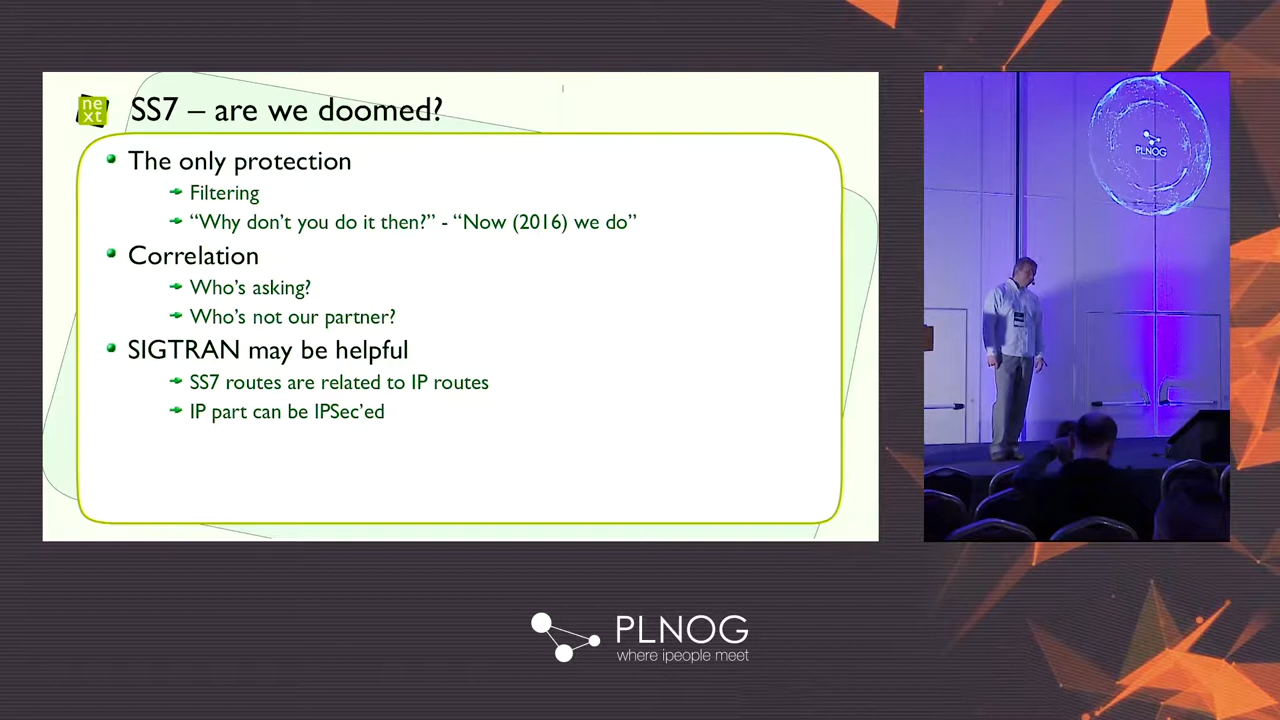 ne
xt
SS7 – are we doomed?
The only protection
Filtering
“Why don’t you do it then?” - “Now (2016) we do”
Correlation
Who’s asking?
Who’s not our partner?
SIGTRAN may be helpful
SS7 routes are related to IP routes
IP part can be IPSec’ed
PLNOG
PLNOG
where ipeople meet